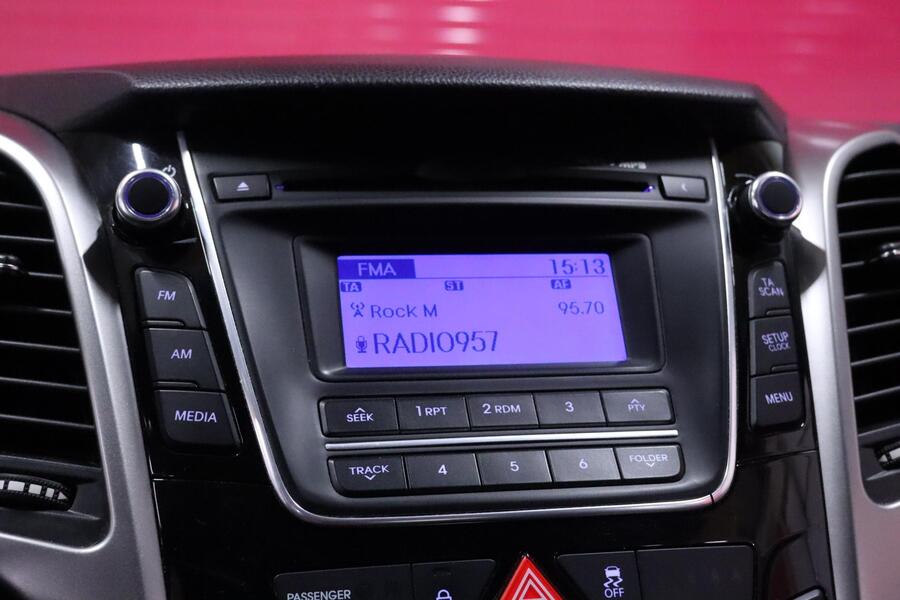 FMA 15:13
TA ST AF
Rock M 95.70
RADIO957
FM
AM
MEDIA
TA
SCAN
SETUP
CLOCK
MENU
SEEK 1 RPT 2 RDM 3 PTY
TRACK 4 5 6 FOLDER
PASSENGER
OFF